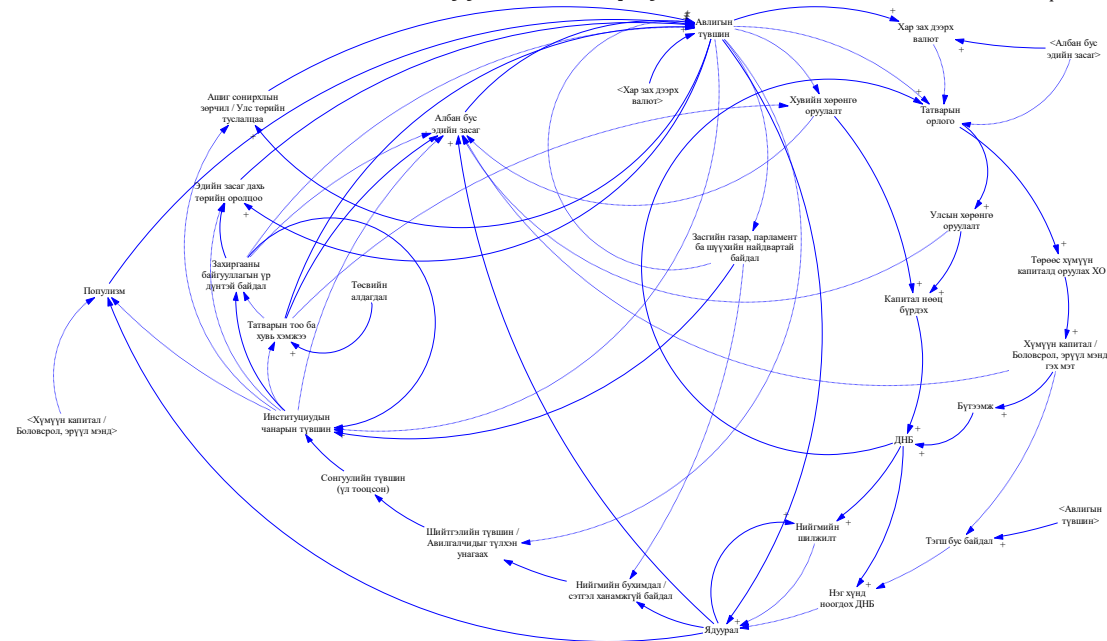 Авлигын
түвшин
Хар зах дээрх
валют
<Албан бус
эдийн засаг>
Ашиг сонирхлын
зөрчил / Улс төрийн
туслалцаа
<Хар зах дээрх
валют>
Хувийн хөрөнгө
оруулалт
Татварын
орлого
Албан бус
эдийн засаг
Эдийн засаг дахь
төрийн оролцоо
Улсын хөрөнгө
оруулалт
Засгийн газар, парламент
ба шүүхийн найдвартай
байдал
Төрөөс хүмүүн
капиталд оруулах ХО
Захиргааны
байгууллагын үр
дүнтэй байдал
Популизм
Төсвийн
алдагдал
Капитал нөөц
бүрдэх
Татварын тоо ба
хувь хэмжээ
Хүмүүн капитал /
Боловсрол, эрүүл мэнд
гэх мэт
<Хүмүүн капитал /
Боловсрол, эрүүл мэнд>
Институциудын
чанарын түвшин
Бүтээмж
ДНБ
Сонгуулийн түвшин
(үл тооцсон)
<Авлигын
түвшин>
Шийтгэлийн түвшин /
Авилгалчидыг түлхэн
унагаах
Нийгмийн
шилжилт
Тэгш бус байдал
Нийгмийн бухимдал /
сэтгэл ханамжгүй байдал
Нэг хүнд
ноогдох ДНБ
Ядуурал